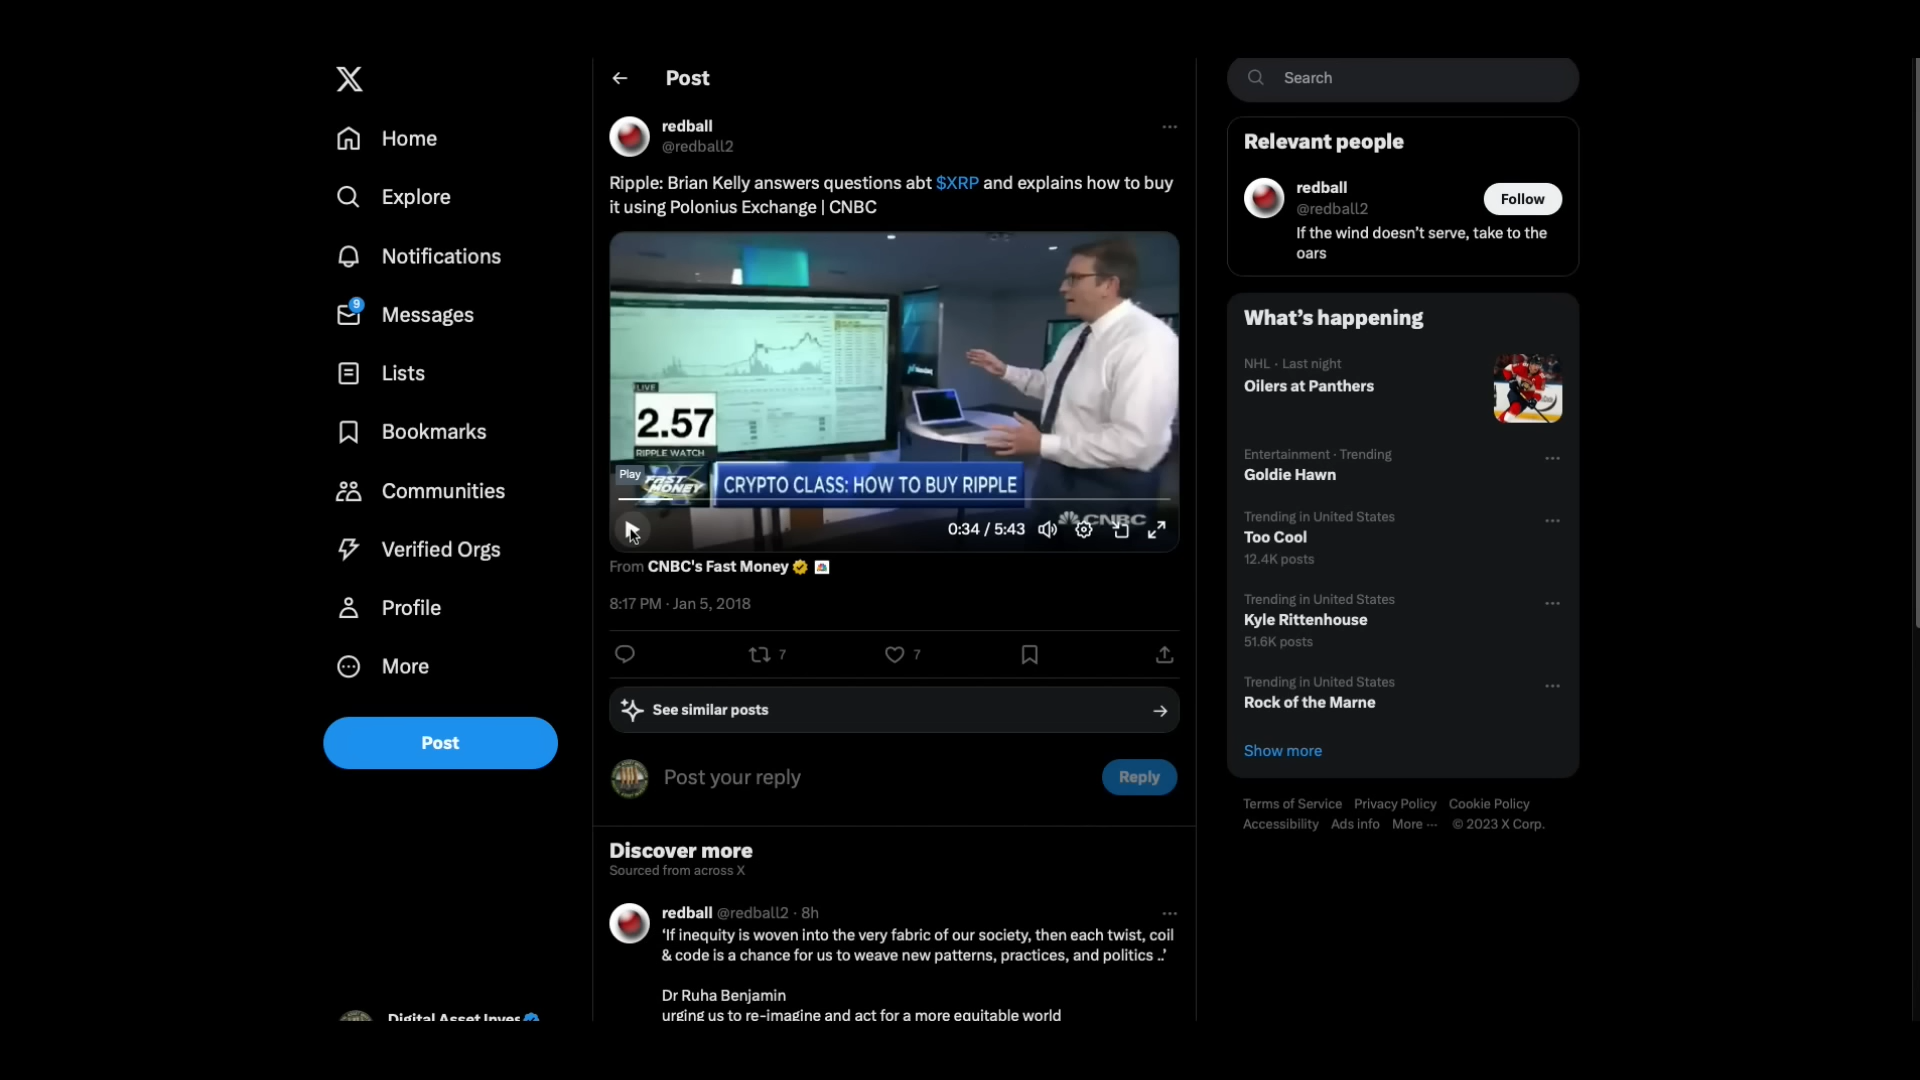 Home
Explore
Notifications
9
Messages
Lists
Bookmarks
Communities
Verified Orgs
Profile
More
Post
Digital Asset Inves
Post
redball
@redball2
Ripple: Brian Kelly answers questions abt $XRP and explains how to buy
it using Polonius Exchange | CNBC
LIVE
2.57
RIPPLE WATCH
Play
FAST
MONEY
CRYPTO CLASS: HOW TO BUY RIPPLE
CNBC
0:34 / 5:43
From CNBC's Fast Money
8:17 PM · Jan 5, 2018
7
7
See similar posts
Post your reply
Reply
Discover more
Sourced from across X
redball @redball2 · 8h
‘If inequity is woven into the very fabric of our society, then each twist, coil
& code is a chance for us to weave new patterns, practices, and politics ..’
Dr Ruha Benjamin
urging us to re-imagine and act for a more equitable world
Search
Relevant people
redball
@redball2
Follow
If the wind doesn’t serve, take to the
oars
What’s happening
NHL · Last night
Oilers at Panthers
Entertainment · Trending
Goldie Hawn
Trending in United States
Too Cool
12.4K posts
Trending in United States
Kyle Rittenhouse
51.6K posts
Trending in United States
Rock of the Marne
Show more
Terms of Service Privacy Policy Cookie Policy
Accessibility Ads info More ··· © 2023 X Corp.